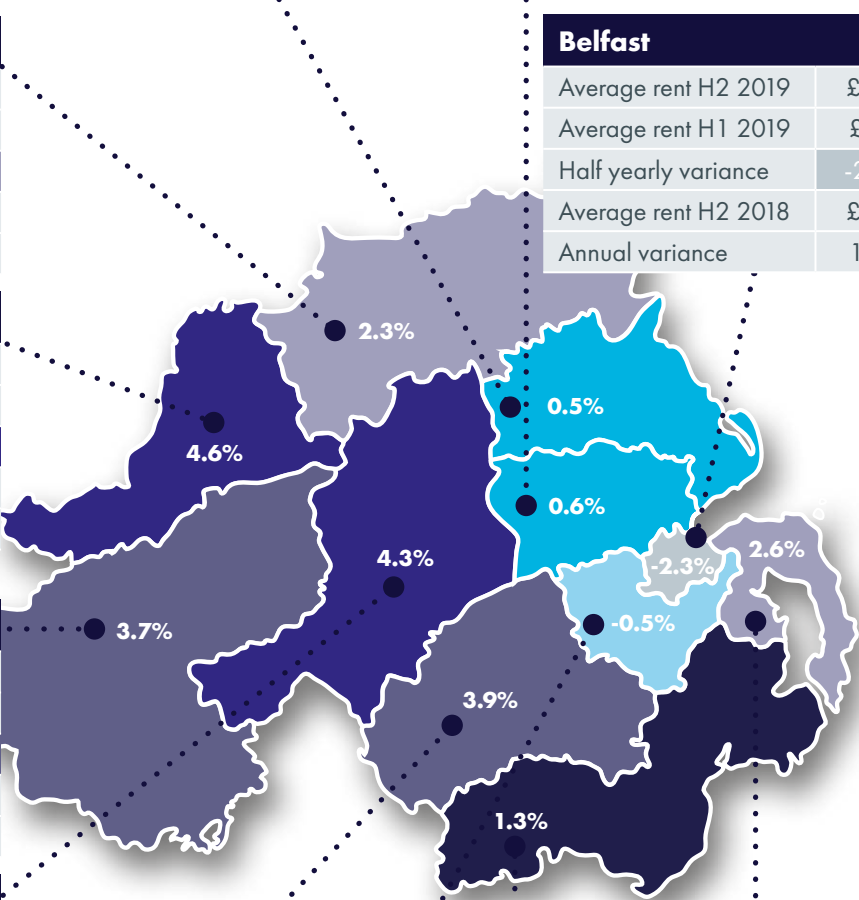 Belfast
Average rent H2 2019 £
Average rent H1 2019 £
Half yearly variance -2
Average rent H2 2018 £
Annual variance 1
2.3%
0.5%
4.6%
0.6%
2.6%
4.3%
-2.3%
3.7%
-0.5%
3.9%
1.3%